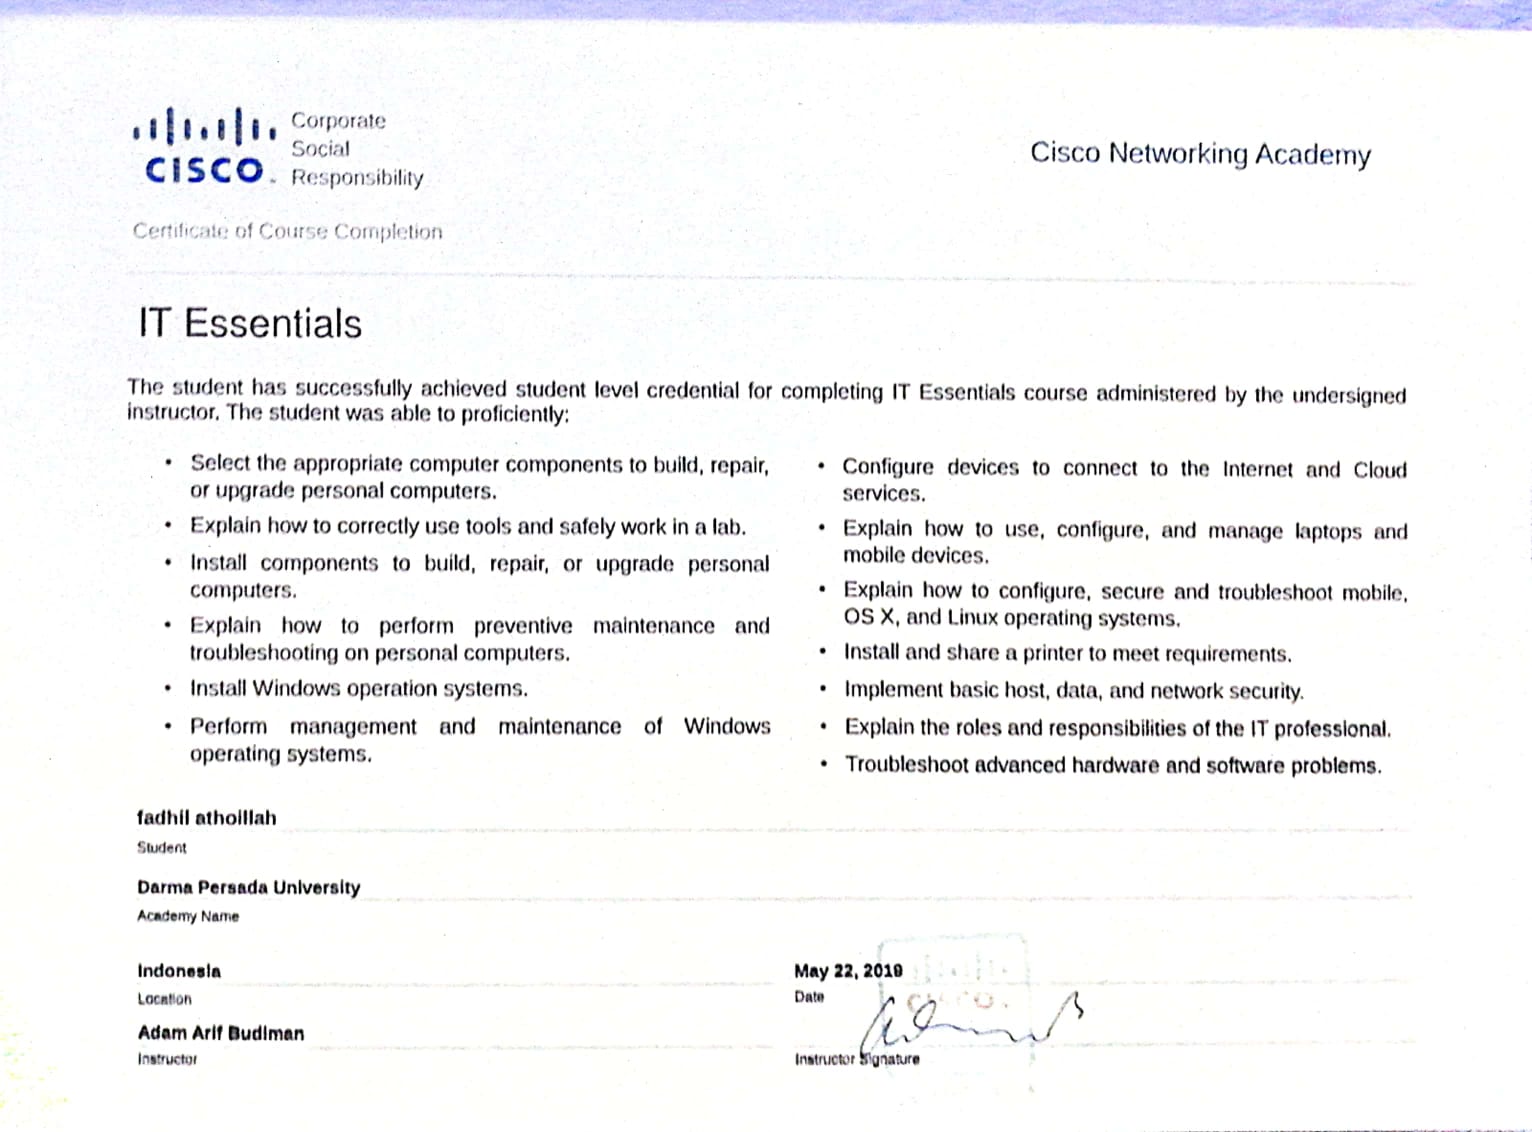 Corporate
Social
CISCO Responsibility
Cisco Networking Academy
Certificate of Course Completion
IT Essentials
The student has successfully achieved student level credential for completing IT Essentials course administered by the undersigned
instructor. The student was able to proficiently:
• Select the appropriate computer components to build, repair,
or upgrade personal computers.
• Explain how to correctly use tools and safely work in a lab.
• Install components to build, repair, or upgrade personal
computers.
• Explain how to perform preventive maintenance and
troubleshooting on personal computers.
• Install Windows operation systems.
• Perform management and maintenance of Windows
operating systems.
• Configure devices to connect to the Internet and Cloud
services.
• Explain how to use, configure, and manage laptops and
mobile devices.
• Explain how to configure, secure and troubleshoot mobile,
OS X, and Linux operating systems.
• Install and share a printer to meet requirements.
• Implement basic host, data, and network security.
• Explain the roles and responsibilities of the IT professional.
• Troubleshoot advanced hardware and software problems.
fadhil athoillah
Student
Darma Persada University
Academy Name
Indonesia
Location
May 22, 2019
Date
CISCO
Adam Arif Budiman
Instructor
Instructor Signature